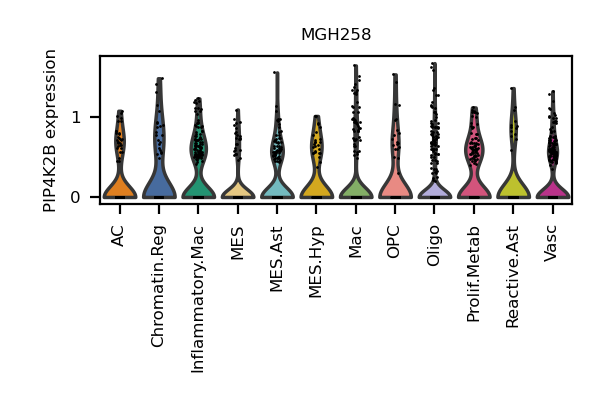 MGH258
PIP4K2B expression
1
0
AC
Chromatin.Reg
Inflammatory.Mac
MES
MES.Ast
MES.Hyp
Mac
OPC
Oligo
Prolif.Metab
Reactive.Ast
Vasc